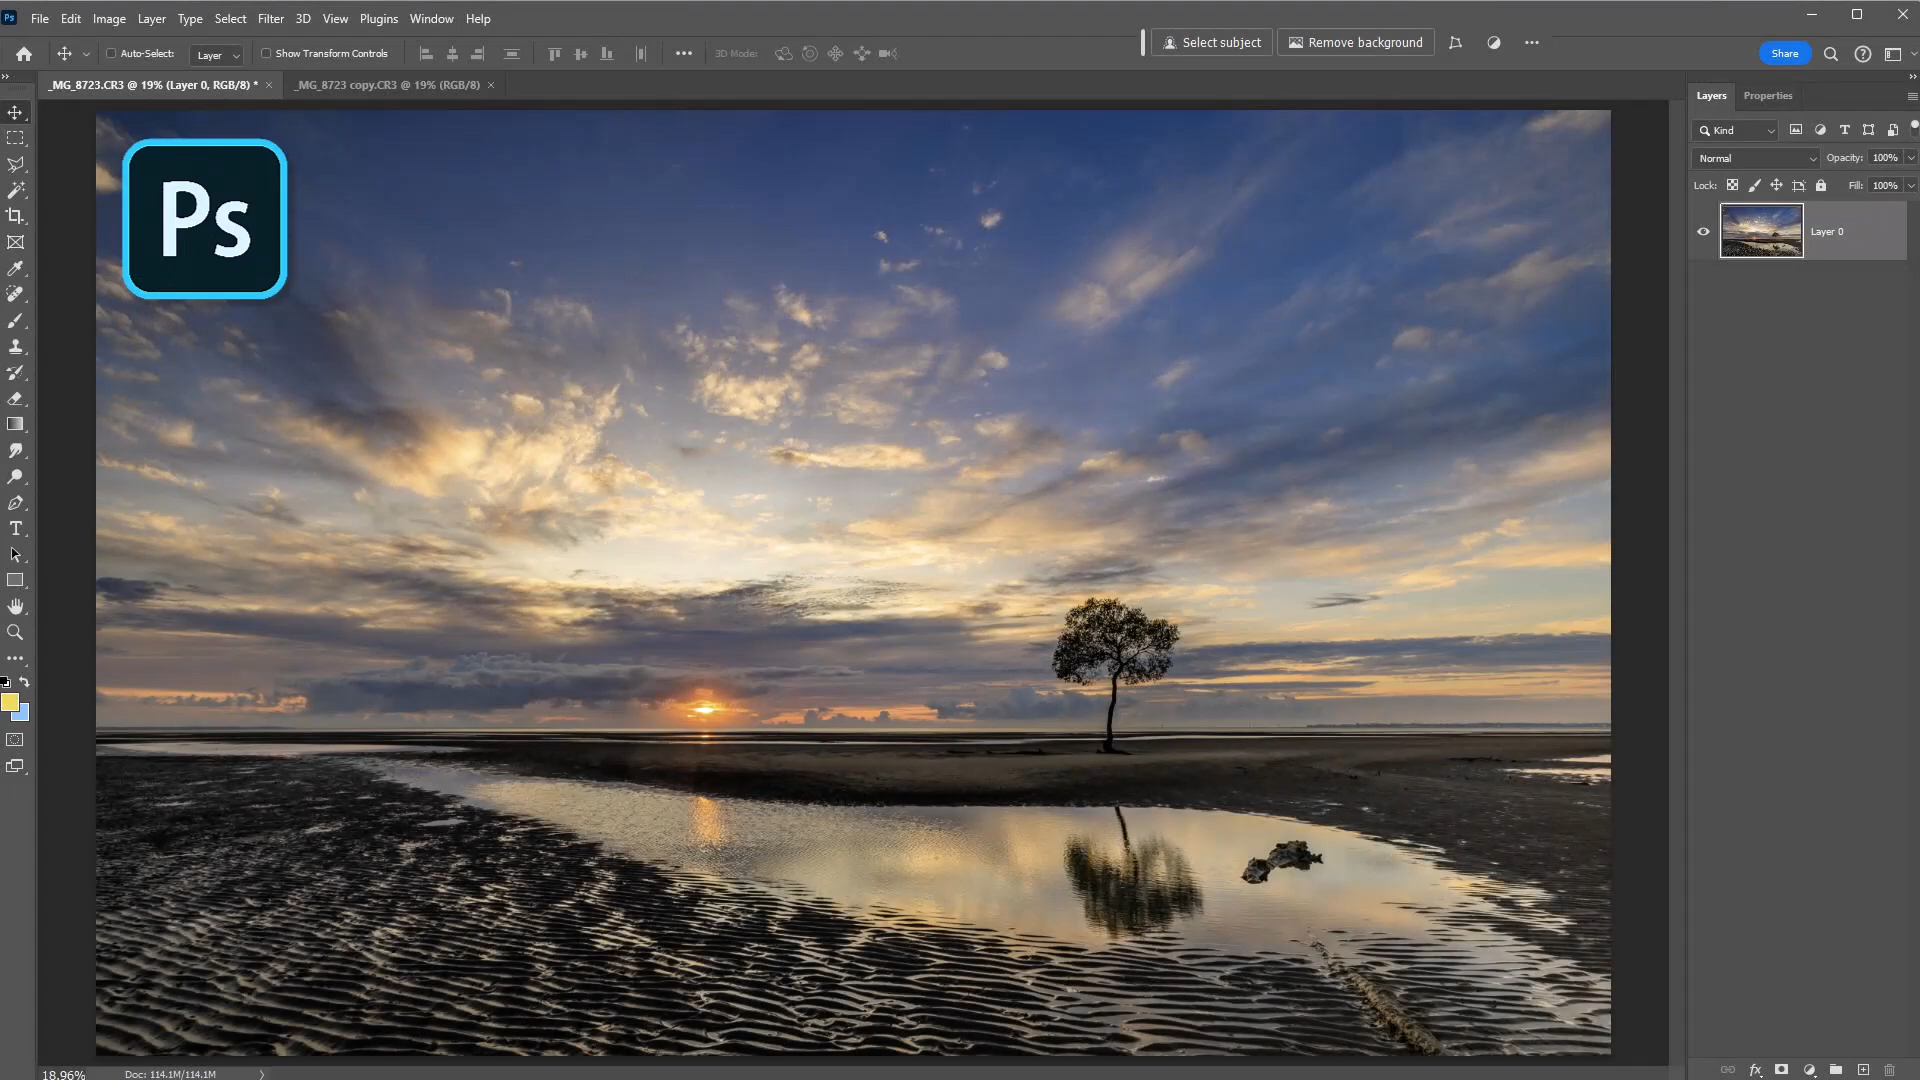 Ps
File Edit Image Layer Type Select Filter 3D View Plugins Window Help
Auto-Select: Layer Show Transform Controls 3D Mode: Select subject Remove background Share
_MG_8723.CR3 @ 19% (Layer 0, RGB/8) * _MG_8723 copy.CR3 @ 19% (RGB/8)
Layers Properties
Kind
Normal Opacity: 100%
Lock: Fill: 100%
Layer 0
Ps
18.96% Doc: 114.1M/114.1M